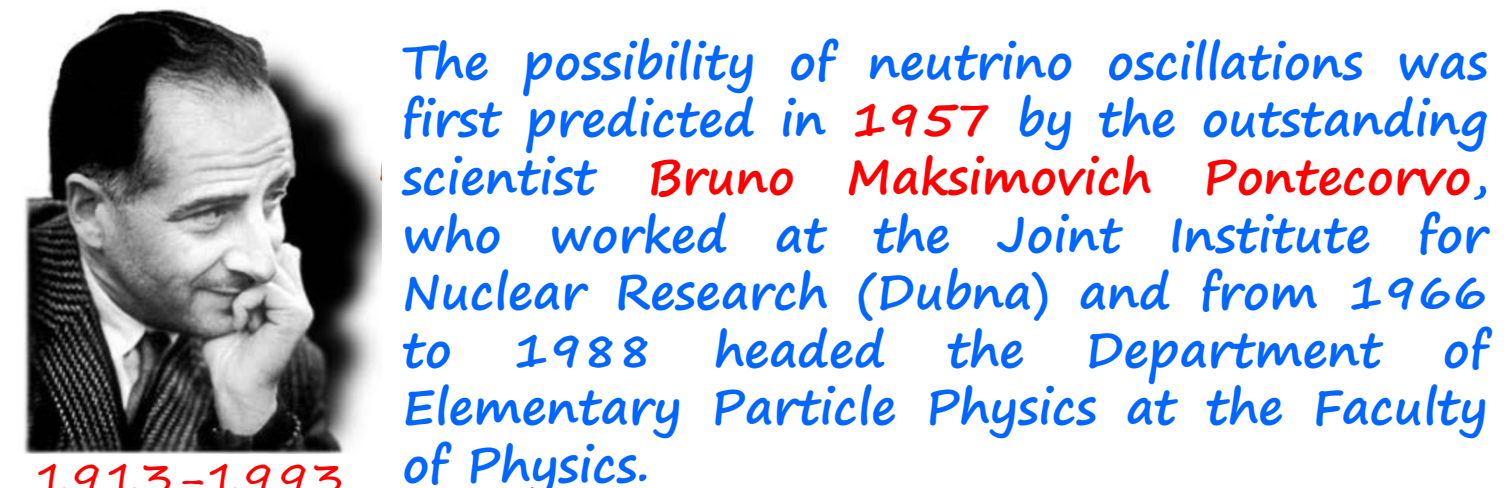 The possibility of neutrino oscillations was
first predicted in 1957 by the outstanding
scientist Bruno Maksimovich Pontecorvo,
who worked at the Joint Institute for
Nuclear Research (Dubna) and from 1966
to 1988 headed the Department of
Elementary Particle Physics at the Faculty
of Physics.
1913-1993